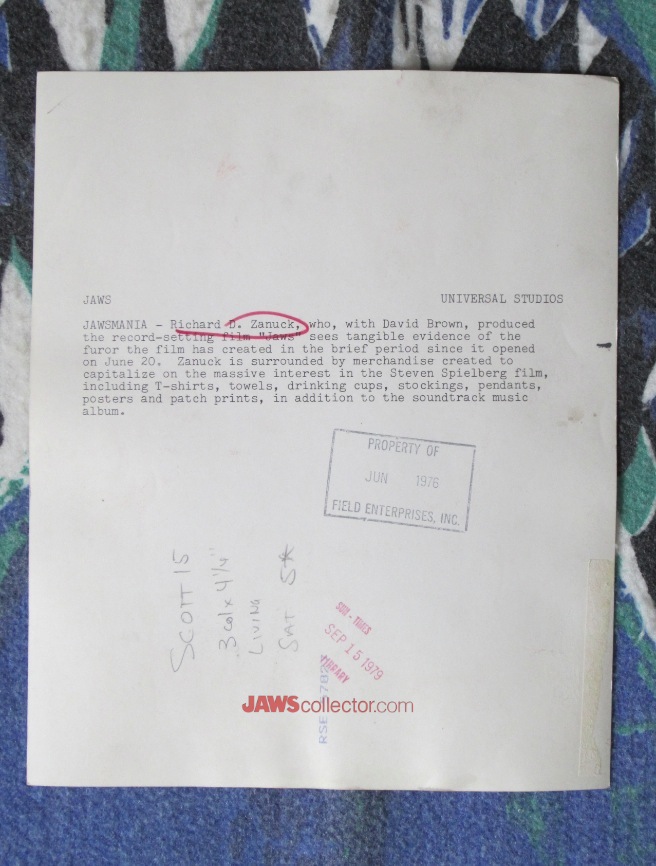 JAWS UNIVERSAL STUDIOS
JAWSMANIA - Richard D. Zanuck, who, with David Brown, produced
the record-setting film "Jaws" sees tangible evidence of the
furor the film has created in the brief period since it opened
on June 20. Zanuck is surrounded by merchandise created to
capitalize on the massive interest in the Steven Spielberg film,
including T-shirts, towels, drinking cups, stockings, pendants,
posters and patch prints, in addition to the soundtrack music
album.
PROPERTY OF
JUN 1976
FIELD ENTERPRISES, INC.
SCOTT 15
3 col x 4 1/4"
LIVING
SAT
SUN-TIMES
SEP 15 1979
LIBRARY
JAWScollector.com